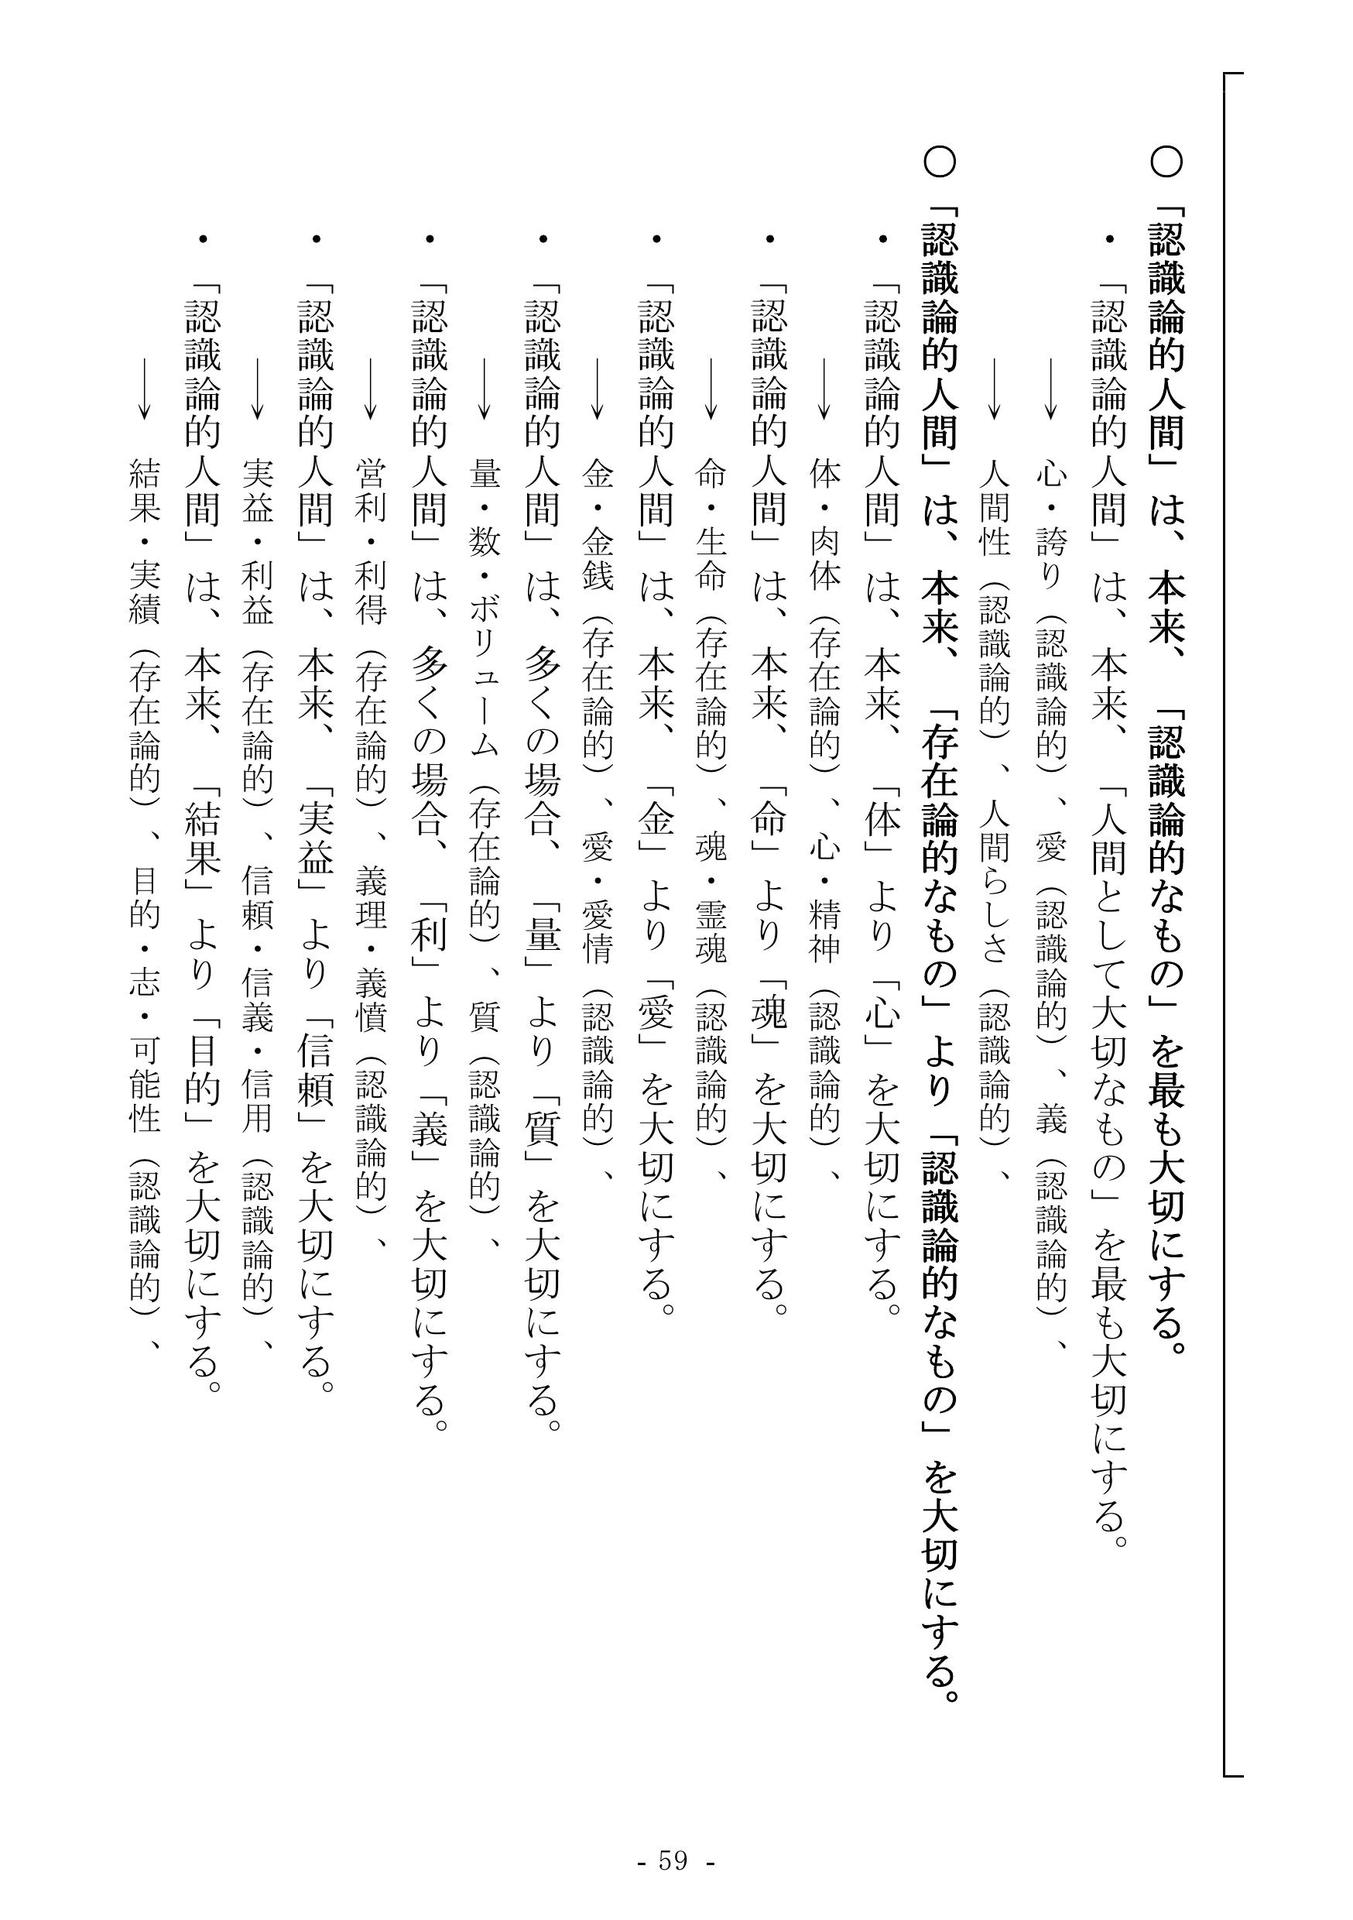 ○「認識論的人間」は、本来、「認識論的なもの」を最も大切にする。
・「認識論的人間」は、本来、「人間として大切なもの」を最も大切にする。
→ 心・誇り（認識論的）、愛（認識論的）、義（認識論的）、
→ 人間性（認識論的）、人間らしさ（認識論的）、
○「認識論的人間」は、本来、「存在論的なもの」より「認識論的なもの」を大切にする。
・「認識論的人間」は、本来、「体」より「心」を大切にする。
→ 体・肉体（存在論的）、心・精神（認識論的）、
・「認識論的人間」は、本来、「命」より「魂」を大切にする。
→ 命・生命（存在論的）、魂・霊魂（認識論的）、
・「認識論的人間」は、本来、「金」より「愛」を大切にする。
→ 金・金銭（存在論的）、愛・愛情（認識論的）、
・「認識論的人間」は、多くの場合、「量」より「質」を大切にする。
→ 量・数・ボリューム（存在論的）、質（認識論的）、
・「認識論的人間」は、多くの場合、「利」より「義」を大切にする。
→ 営利・利得（存在論的）、義理・義憤（認識論的）、
・「認識論的人間」は、本来、「実益」より「信頼」を大切にする。
→ 実益・利益（存在論的）、信頼・信義・信用（認識論的）、
・「認識論的人間」は、本来、「結果」より「目的」を大切にする。
→ 結果・実績（存在論的）、目的・志・可能性（認識論的）、
- 59 -